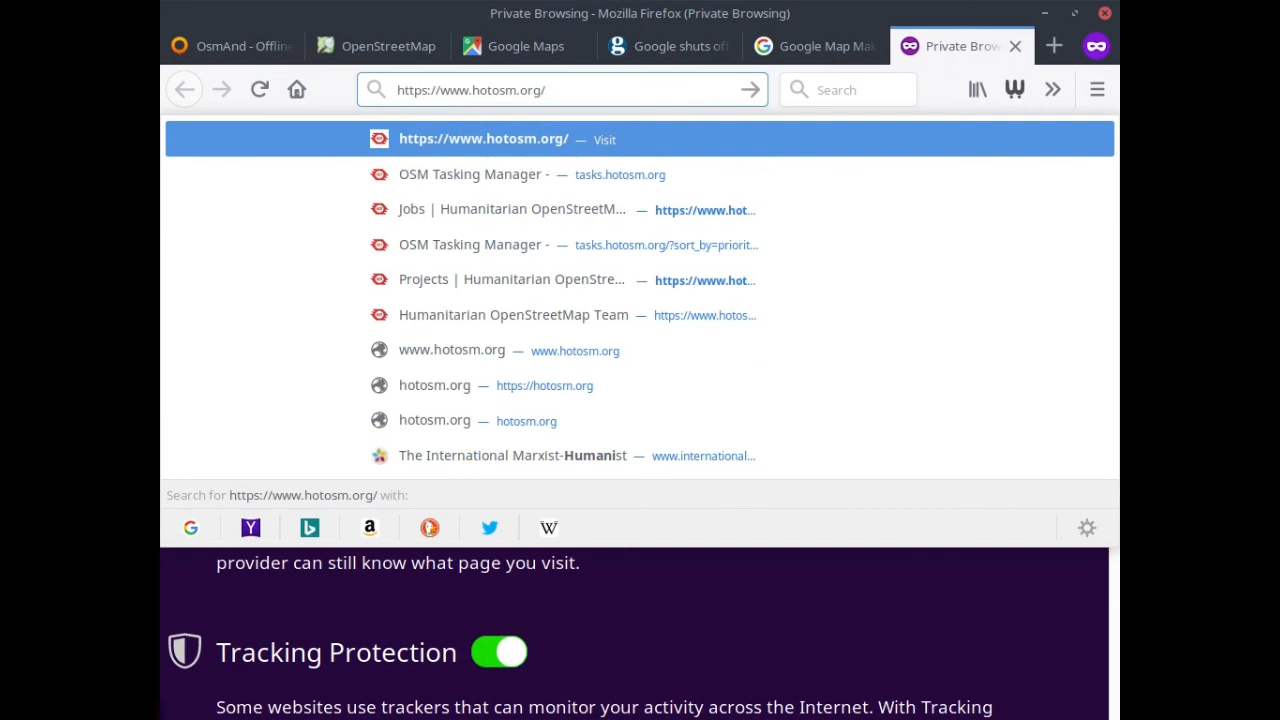 Private Browsing - Mozilla Firefox (Private Browsing)
OsmAnd - Offlin OpenStreetMap Google Maps Google shuts of Google Map Mak Private Brow
https://www.hotosm.org/ Search
https://www.hotosm.org/ — Visit
OSM Tasking Manager - — tasks.hotosm.org
Jobs | Humanitarian OpenStreetM... — https://www.hot...
OSM Tasking Manager - — tasks.hotosm.org/?sort_by=priorit...
Projects | Humanitarian OpenStre... — https://www.hot...
Humanitarian OpenStreetMap Team — https://www.hotos...
www.hotosm.org — www.hotosm.org
hotosm.org — https://hotosm.org
hotosm.org — hotosm.org
The International Marxist-Humanist — www.international...
Search for https://www.hotosm.org/ with:
provider can still know what page you visit.
Tracking Protection
Some websites use trackers that can monitor your activity across the Internet. With Tracking